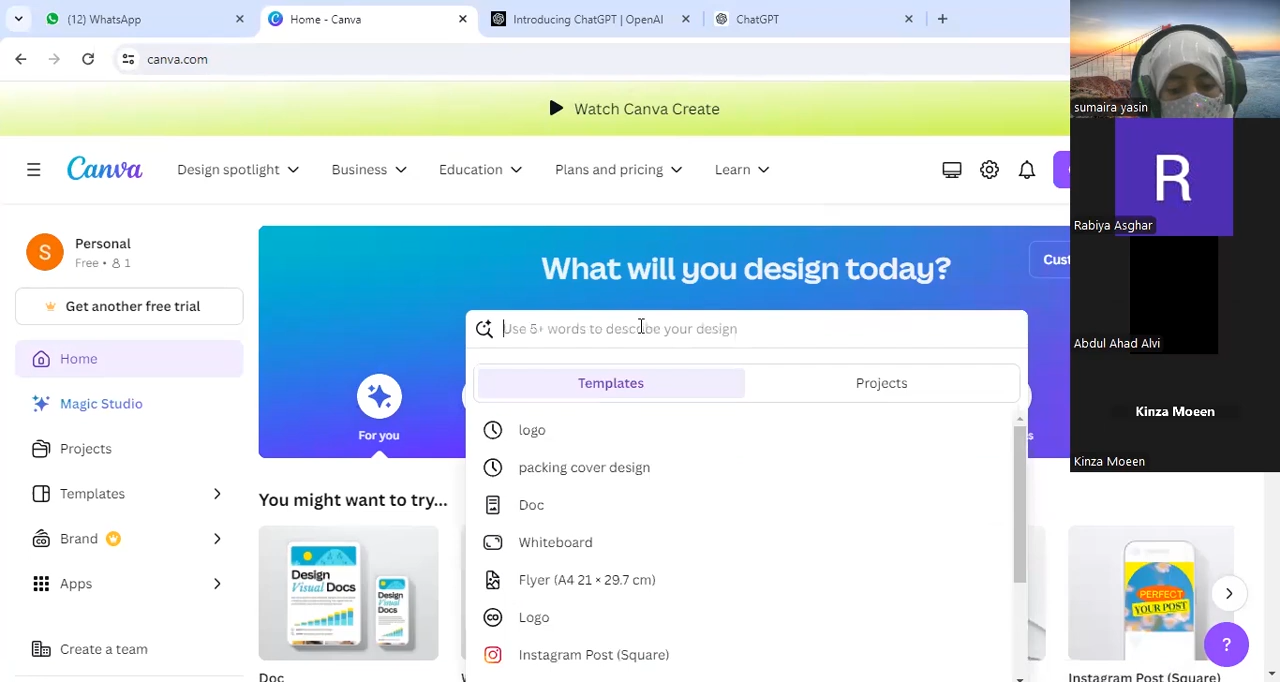 (12) WhatsApp
Home - Canva
Introducing ChatGPT | OpenAI
ChatGPT
canva.com
Watch Canva Create
Canva
Design spotlight
Business
Education
Plans and pricing
Learn
Personal
Free • 1
S
Get another free trial
Home
Magic Studio
Projects
Templates
Brand
Apps
Create a team
What will you design today?
Use 5+ words to describe your design
Templates
Projects
logo
packing cover design
Doc
Whiteboard
Flyer (A4 21 × 29.7 cm)
Logo
Instagram Post (Square)
For you
You might want to try...
Design
Visual Docs
Design
Visual
Docs
Doc
PERFECT
YOUR POST
Instagram Post (Square)
?
sumaira yasin
R
Rabiya Asghar
Abdul Ahad Alvi
Kinza Moeen
Kinza Moeen